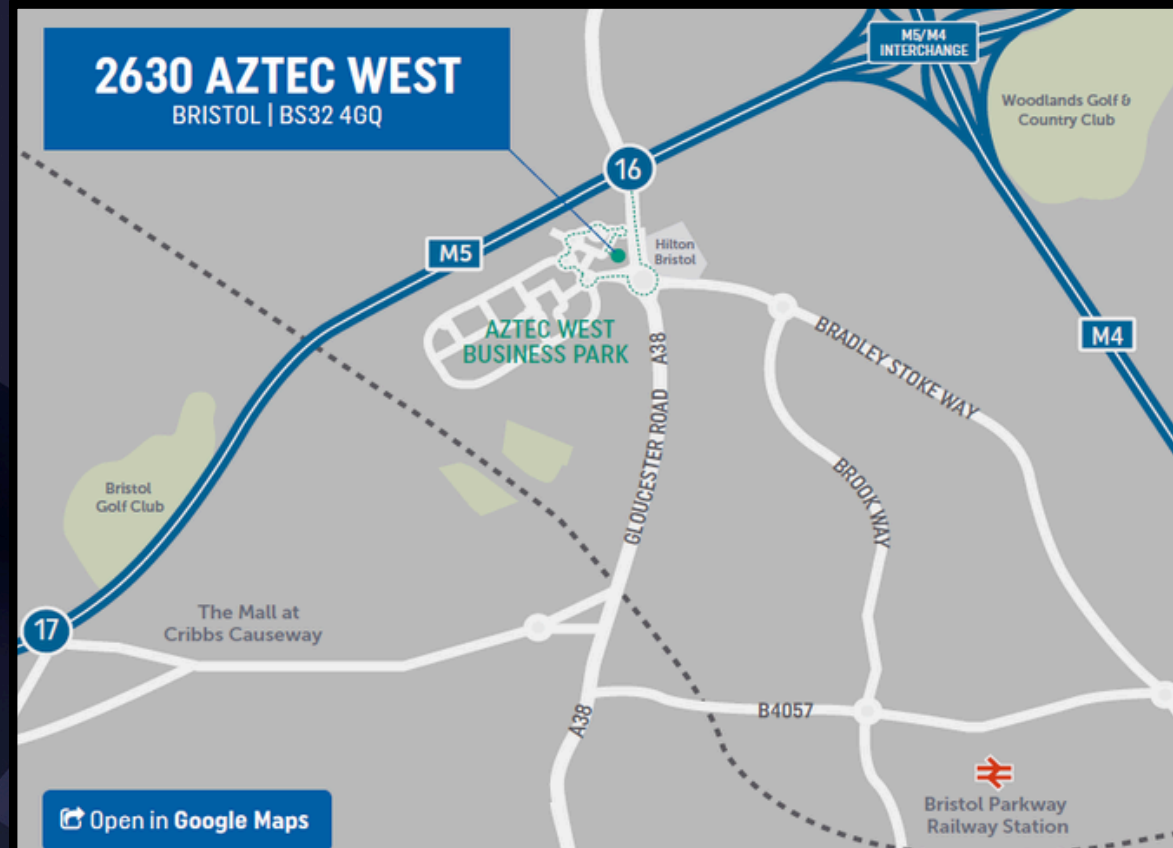 2630 AZTEC WEST
BRISTOL | BS32 4GQ
M5/M4
INTERCHANGE
Woodlands Golf &
Country Club
16
M5
Hilton
Bristol
AZTEC WEST
BUSINESS PARK
GLOUCESTER ROAD A38
BRADLEY STOKE WAY
M4
BROOK WAY
Bristol
Golf Club
17
The Mall at
Cribbs Causeway
A38
B4057
Bristol Parkway
Railway Station
Open in Google Maps